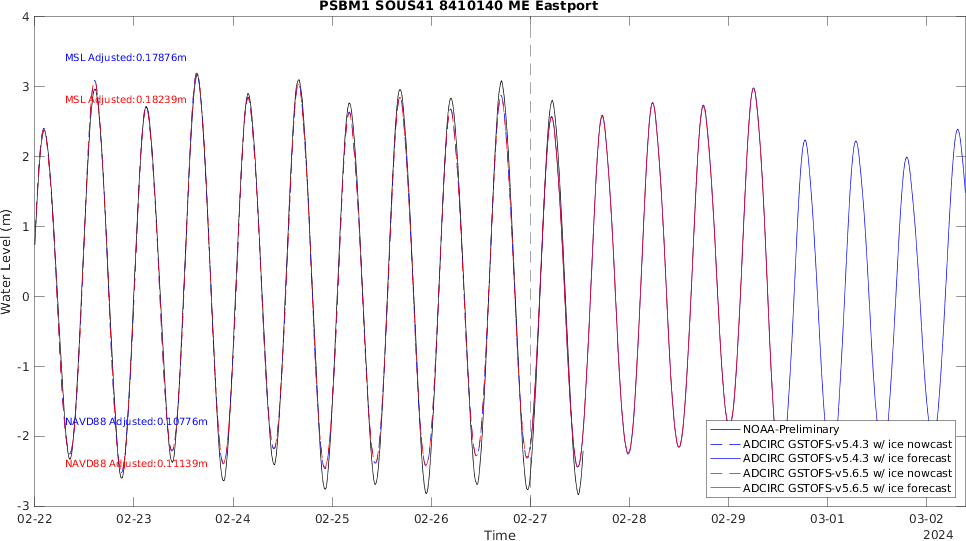 PSBM1 SOUS41 8410140 ME Eastport
4
3
2
1
0
-1
-2
-3
Water Level (m)
MSL Adjusted:0.17876m
MSL Adjusted:0.18239m
NAVD88 Adjusted:0.10776m
NAVD88 Adjusted:0.11139m
NOAA-Preliminary
ADCIRC GSTOFS-v5.4.3 w/ ice nowcast
ADCIRC GSTOFS-v5.4.3 w/ ice forecast
ADCIRC GSTOFS-v5.6.5 w/ ice nowcast
ADCIRC GSTOFS-v5.6.5 w/ ice forecast
02-22 02-23 02-24 02-25 02-26 02-27 02-28 02-29 03-01 03-02
Time
2024